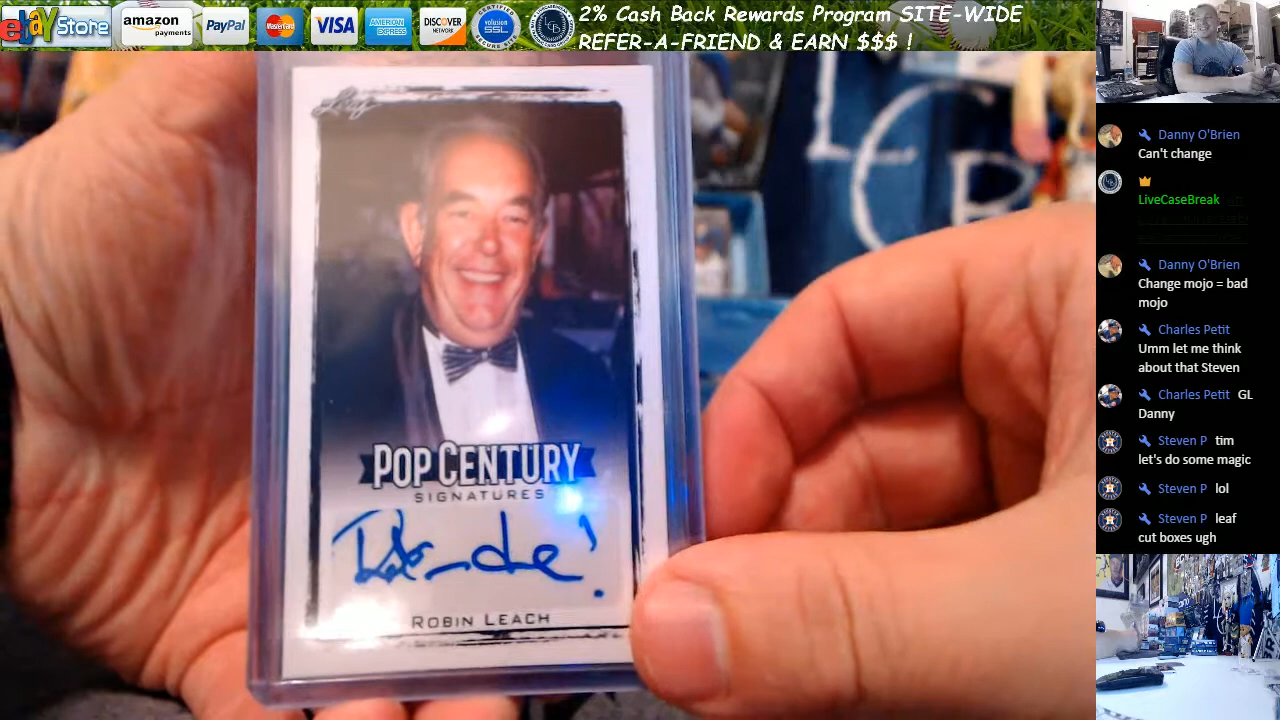 ebay Store
amazon
payments
PayPal
MasterCard
VISA
AMERICAN
EXPRESS
DISCOVER
NETWORK
CERTIFIED
volusion
SSL
2% Cash Back Rewards Program SITE-WIDE
REFER-A-FRIEND & EARN $$$ !
Leaf
LC
B
POP CENTURY
SIGNATURES
ROBIN LEACH
Danny O'Brien
Can't change
LiveCaseBreak
Danny O'Brien
Change mojo = bad
mojo
Charles Petit
Umm let me think
about that Steven
Charles Petit GL
Danny
Steven P tim
let's do some magic
Steven P lol
Steven P leaf
cut boxes ugh